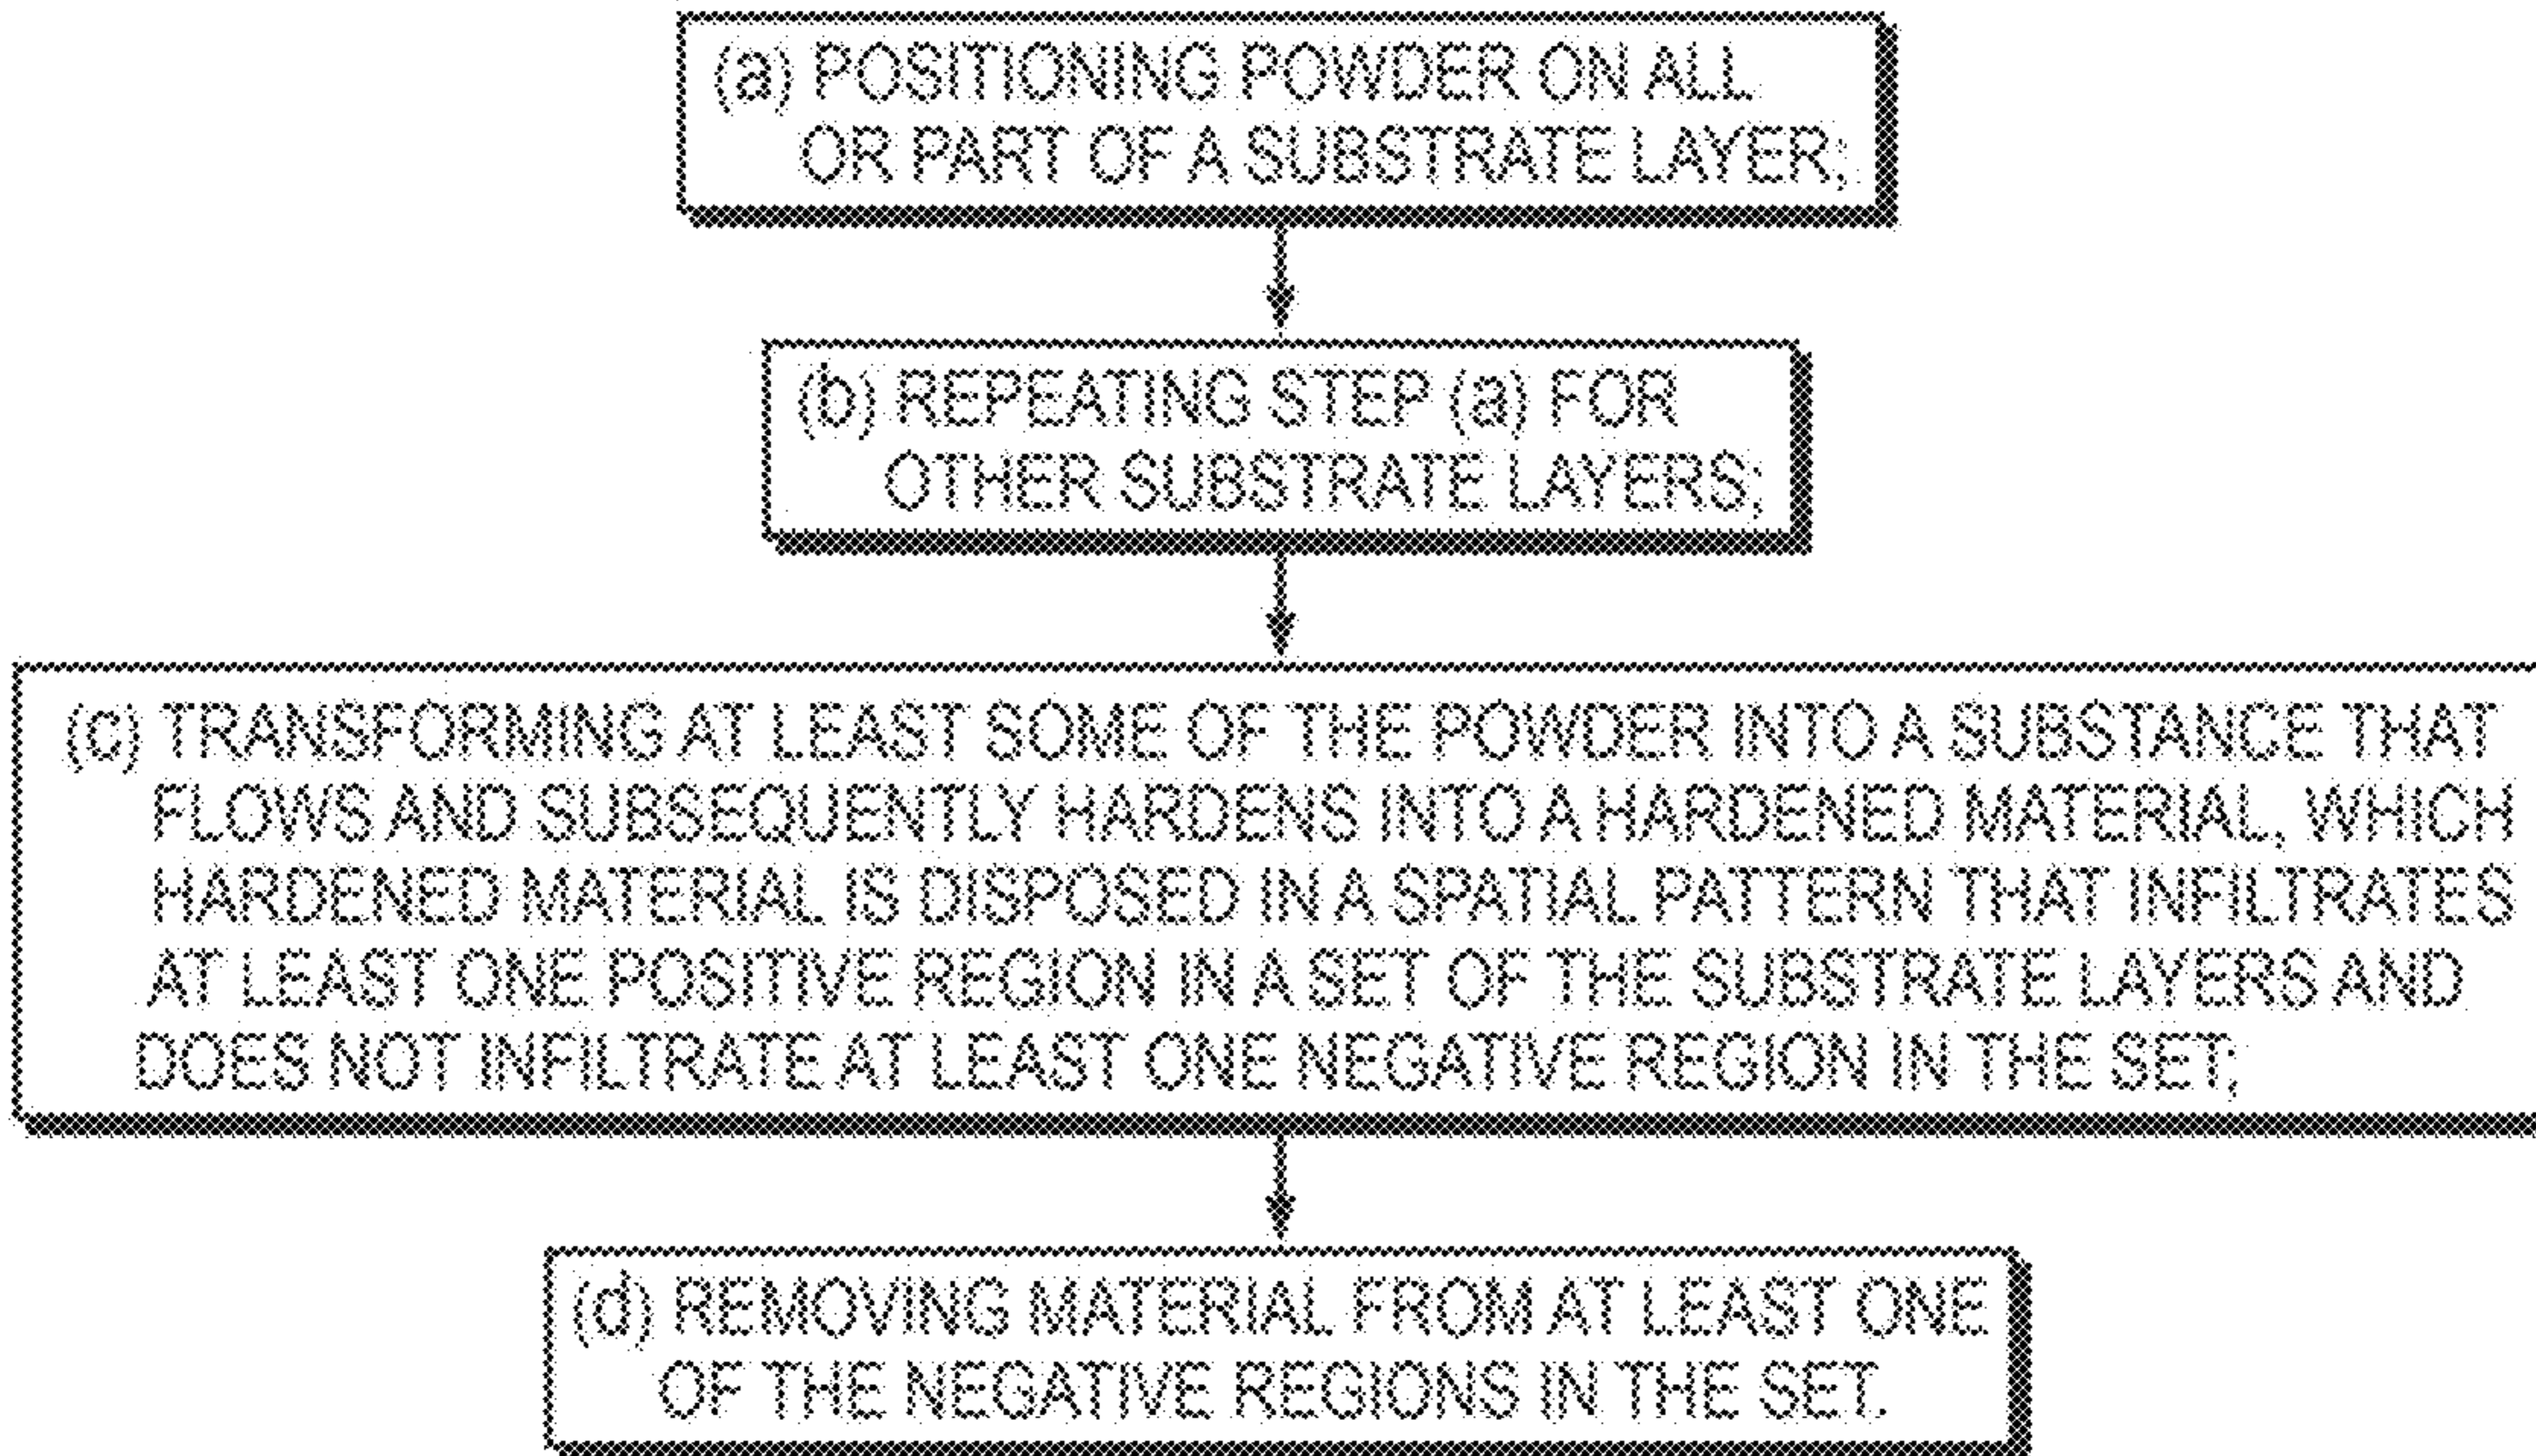 (a) POSITIONING POWDER ON ALL
OR PART OF A SUBSTRATE LAYER;
(b) REPEATING STEP (a) FOR
OTHER SUBSTRATE LAYERS;
(c) TRANSFORMING AT LEAST SOME OF THE POWDER INTO A SUBSTANCE THAT
FLOWS AND SUBSEQUENTLY HARDENS INTO A HARDENED MATERIAL, WHICH
HARDENED MATERIAL IS DISPOSED IN A SPATIAL PATTERN THAT INFILTRATES
AT LEAST ONE POSITIVE REGION IN A SET OF THE SUBSTRATE LAYERS AND
DOES NOT INFILTRATE AT LEAST ONE NEGATIVE REGION IN THE SET;
(d) REMOVING MATERIAL FROM AT LEAST ONE
OF THE NEGATIVE REGIONS IN THE SET.